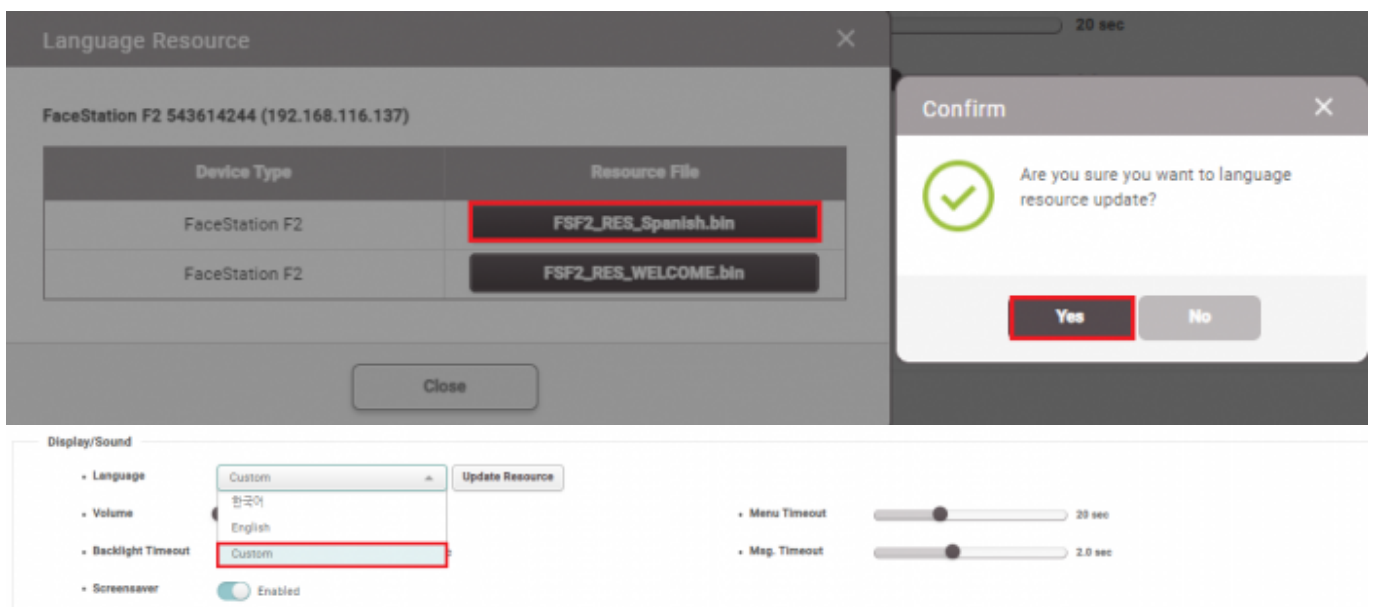 Language Resource
20 sec
FaceStation F2 543614244 (192.168.116.137)
Device Type Resource File
FaceStation F2 FSF2_RES_Spanish.bin
FaceStation F2 FSF2_RES_WELCOME.bin
Close
Confirm
Are you sure you want to language
resource update?
Yes No
Display/Sound
Language Custom Update Resource
한국어
Volume Menu Timeout 20 sec
English
Backlight Timeout Custom Msg. Timeout 2.0 sec
Screensaver Enabled